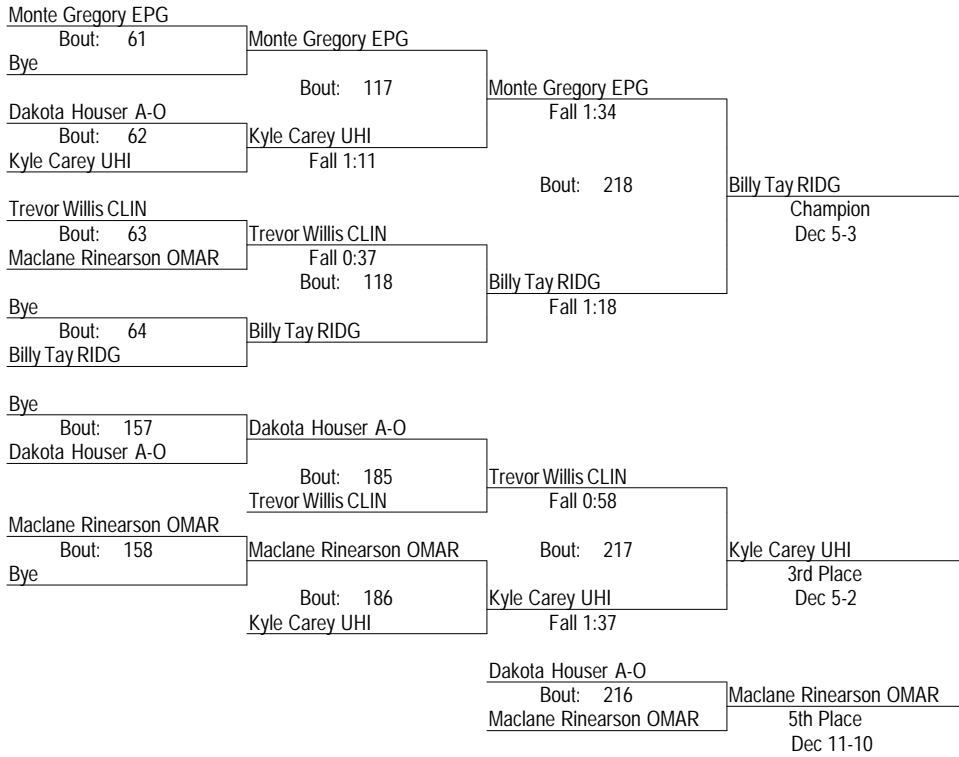 Monte Gregory EPG
Bout: 61
Monte Gregory EPG
Bye
Bout: 117
Monte Gregory EPG
Dakota Houser A-O
Fall 1:34
Bout: 62
Kyle Carey UHI
Kyle Carey UHI
Fall 1:11
Bout: 218
Billy Tay RIDG
Trevor Willis CLIN
Champion
Bout: 63
Trevor Willis CLIN
Dec 5-3
Maclane Rinearson OMAR
Fall 0:37
Bout: 118
Billy Tay RIDG
Bye
Fall 1:18
Bout: 64
Billy Tay RIDG
Billy Tay RIDG
Bye
Bout: 157
Dakota Houser A-O
Dakota Houser A-O
Bout: 185
Trevor Willis CLIN
Trevor Willis CLIN
Fall 0:58
Maclane Rinearson OMAR
Bout: 158
Maclane Rinearson OMAR
Bout: 217
Kyle Carey UHI
Bye
3rd Place
Bout: 186
Kyle Carey UHI
Dec 5-2
Kyle Carey UHI
Fall 1:37
Dakota Houser A-O
Bout: 216
Maclane Rinearson OMAR
Maclane Rinearson OMAR
5th Place
Dec 11-10